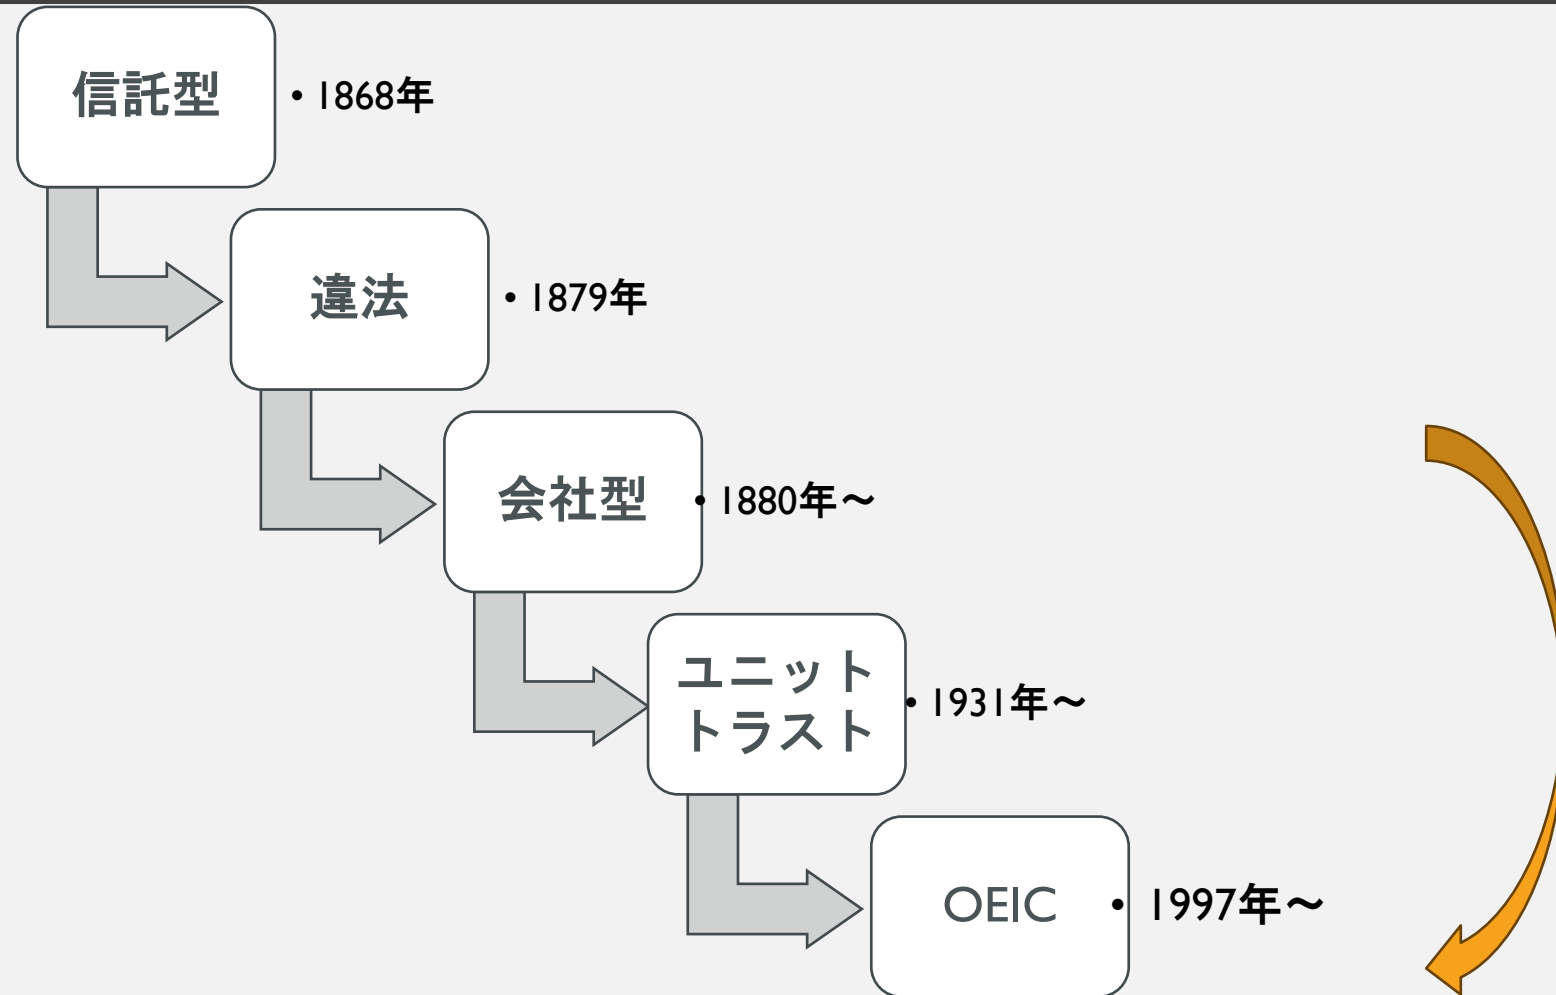 信託型
・1868年
違法
・1879年
会社型
・1880年～
ユニット
トラスト
・1931年～
OEIC
・1997年～